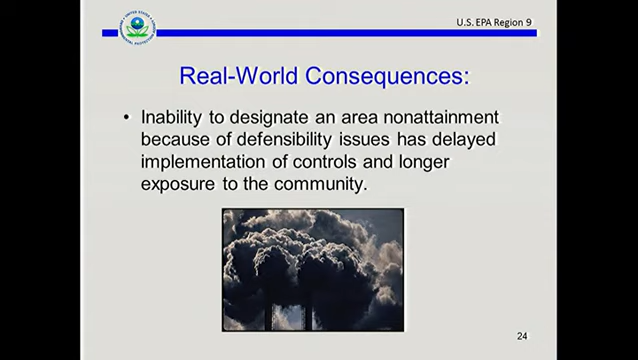 U.S. EPA Region 9
Real-World Consequences:
• Inability to designate an area nonattainment
because of defensibility issues has delayed
implementation of controls and longer
exposure to the community.
24